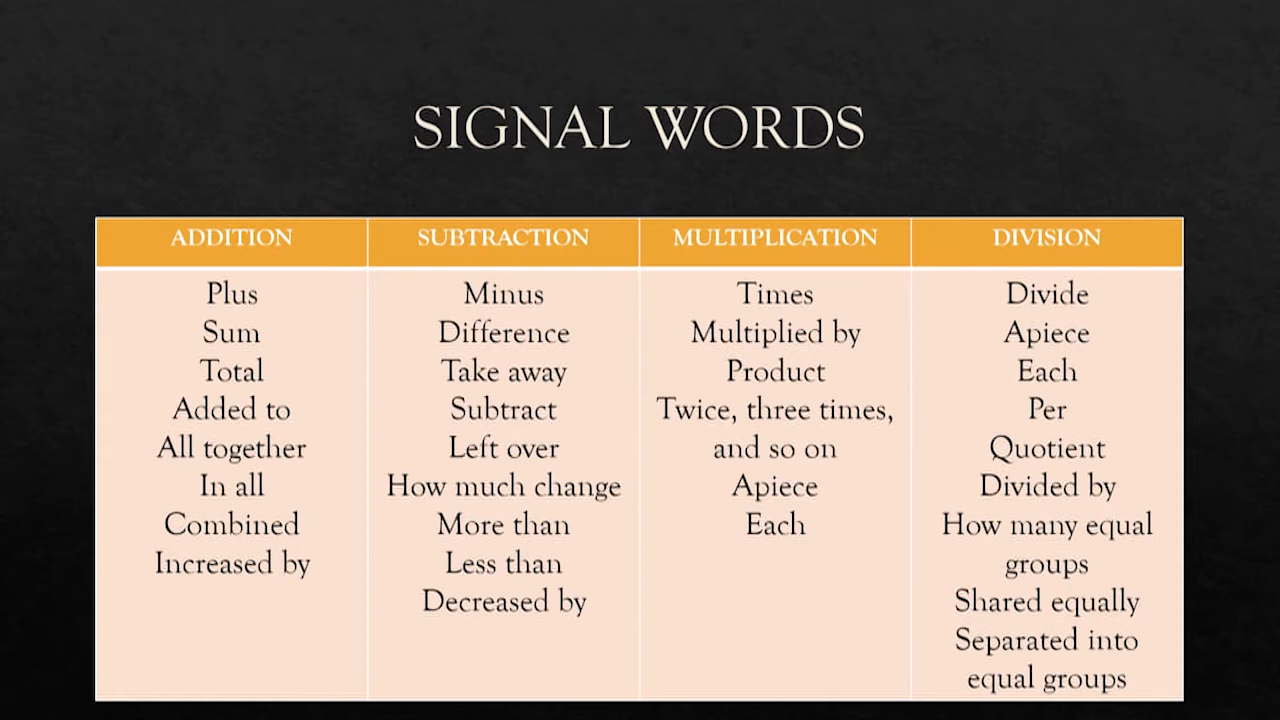 SIGNAL WORDS
ADDITION
Plus
Sum
Total
Added to
All together
In all
Combined
Increased by
SUBTRACTION
Minus
Difference
Take away
Subtract
Left over
How much change
More than
Less than
Decreased by
MULTIPLICATION
Times
Multiplied by
Product
Twice, three times,
and so on
Apiece
Each
DIVISION
Divide
Apiece
Each
Per
Quotient
Divided by
How many equal
groups
Shared equally
Separated into
equal groups